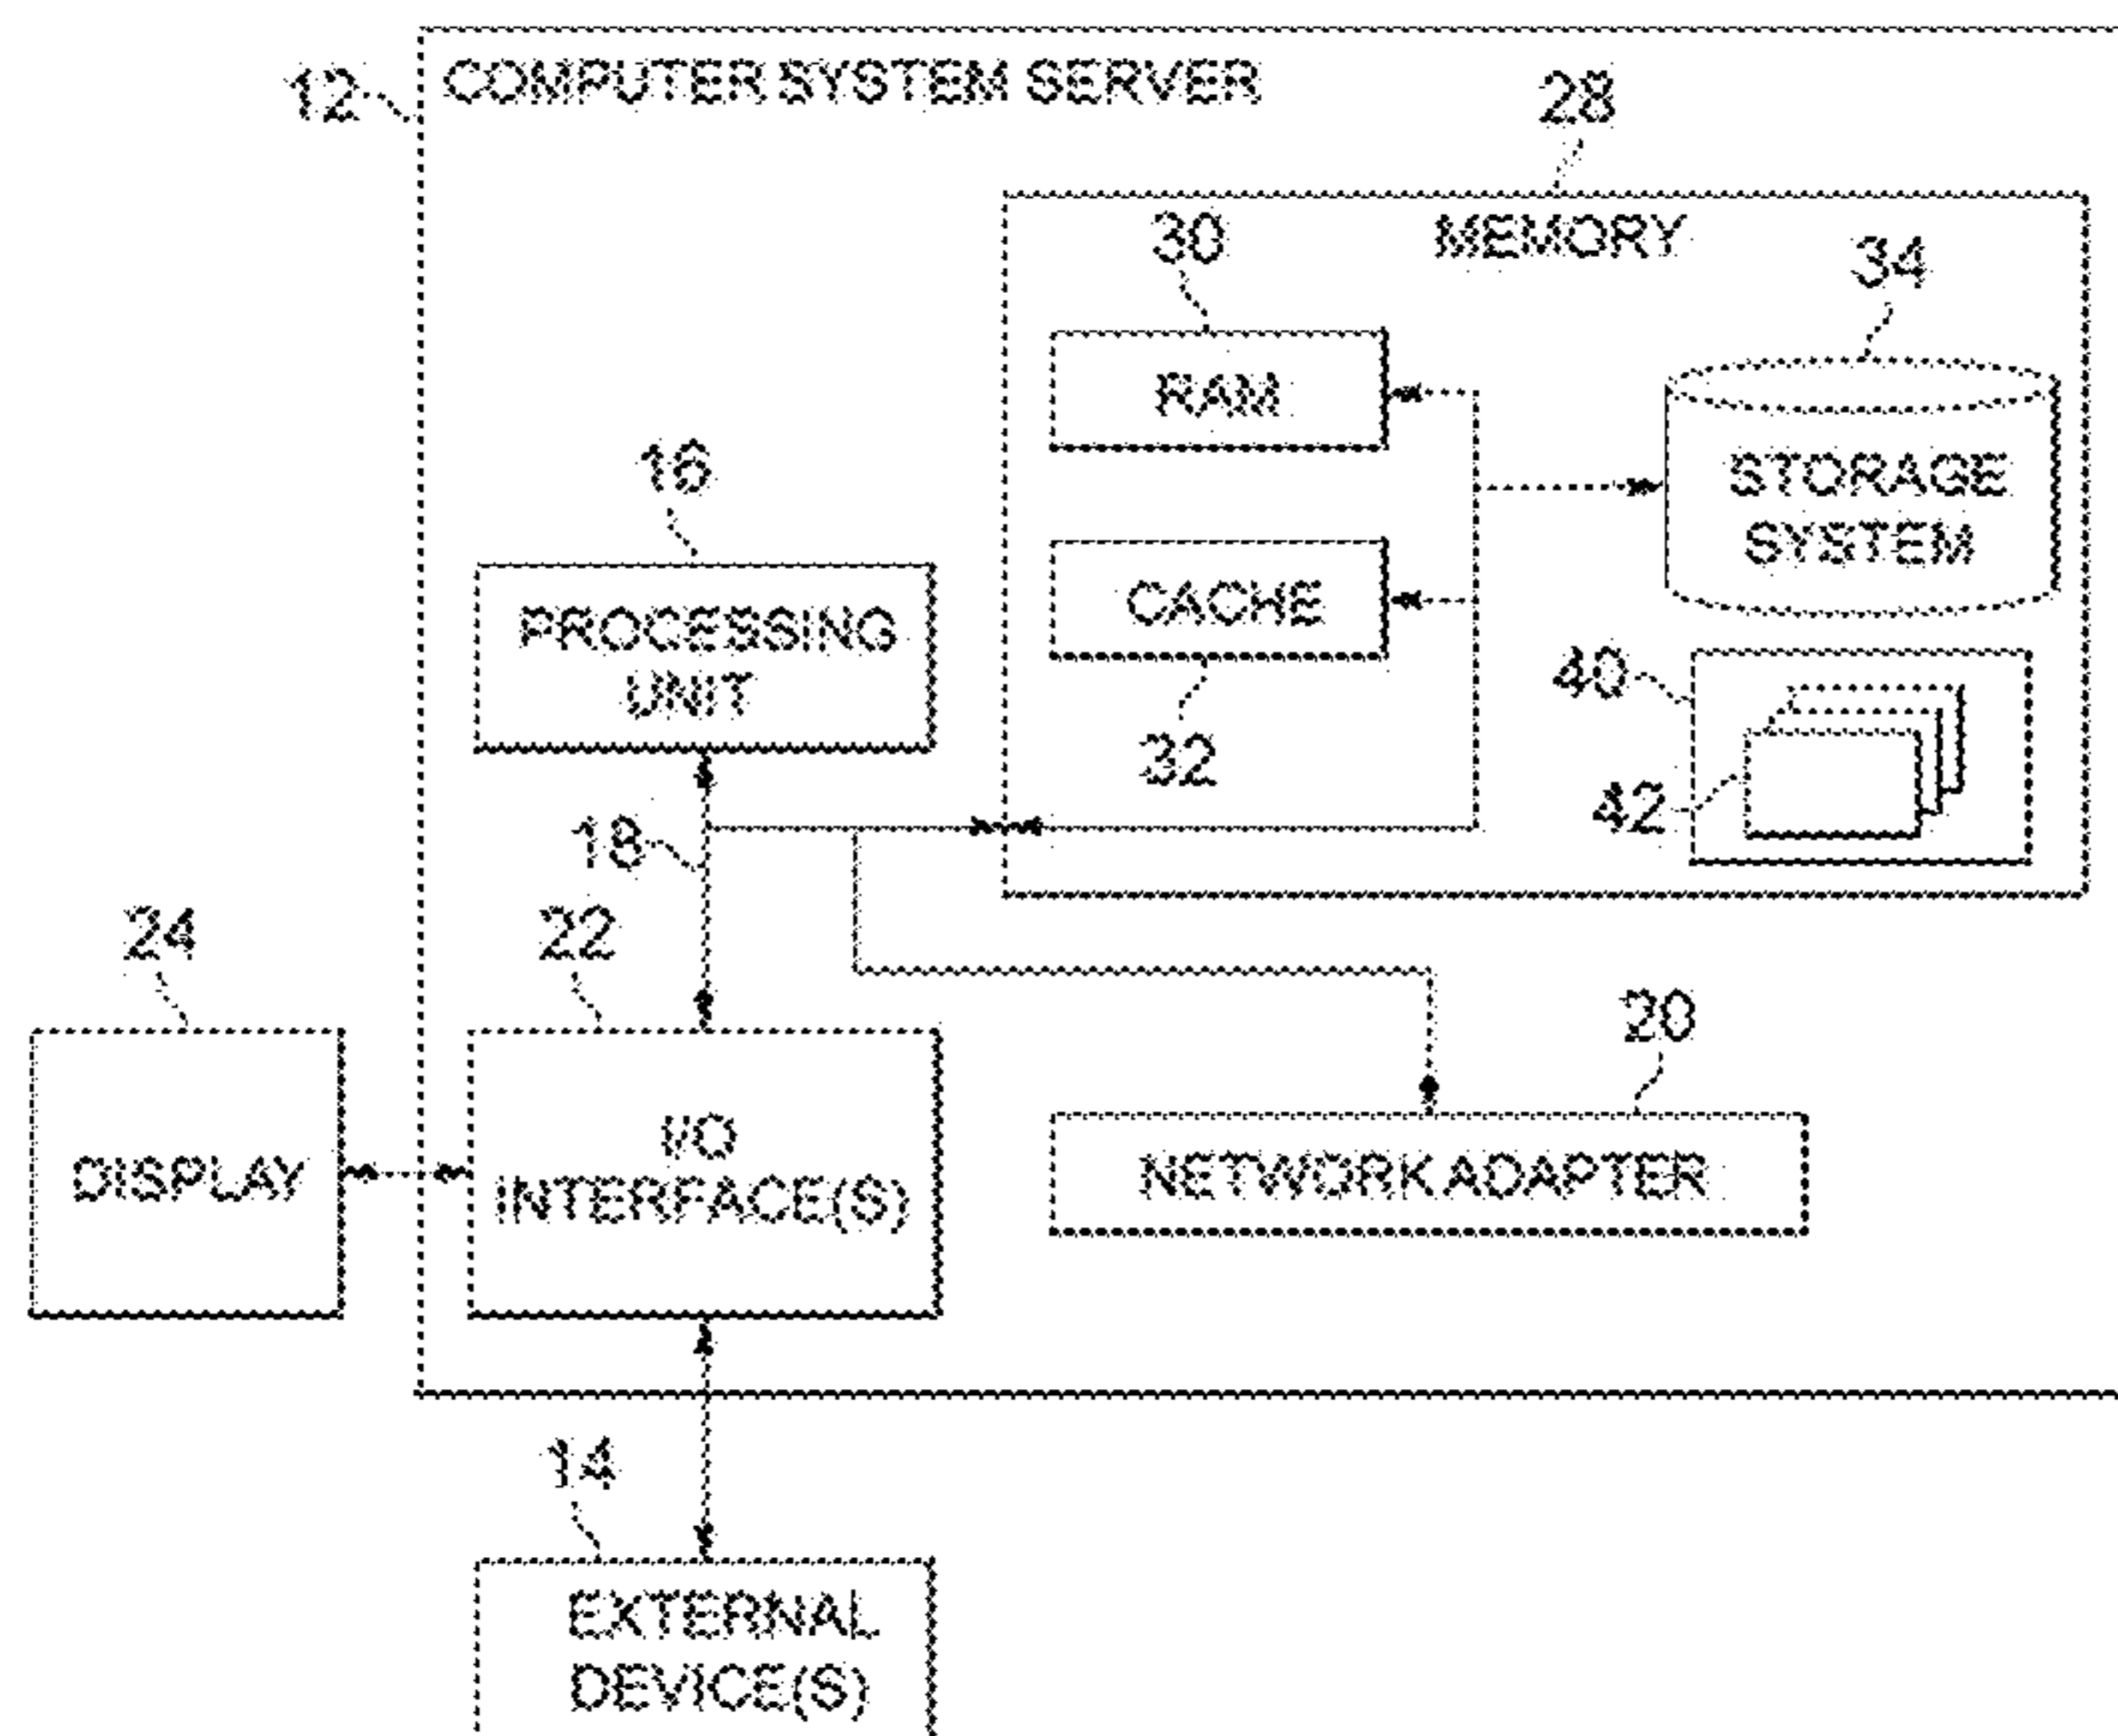 12
COMPUTER SYSTEM SERVER
28
30
MEMORY
34
RAM
16
STORAGE
SYSTEM
CACHE
PROCESSING
UNIT
40
32
42
18
24
22
20
DISPLAY
I/O
INTERFACE(S)
NETWORK ADAPTER
14
EXTERNAL
DEVICE(S)